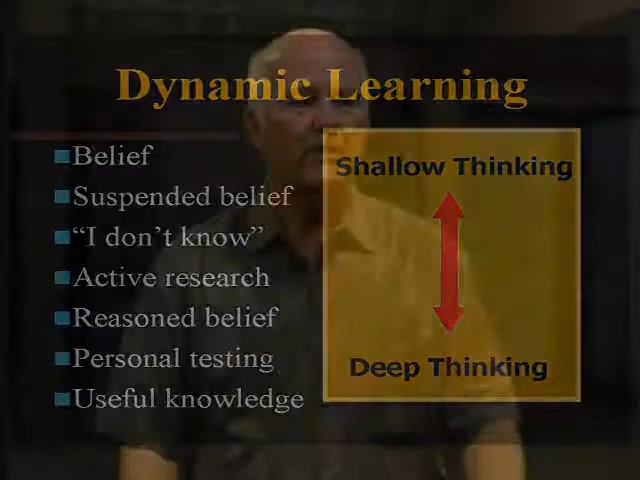 Dynamic Learning
Belief
Suspended belief
“I don’t know”
Active research
Reasoned belief
Personal testing
Useful knowledge
Shallow Thinking
Deep Thinking